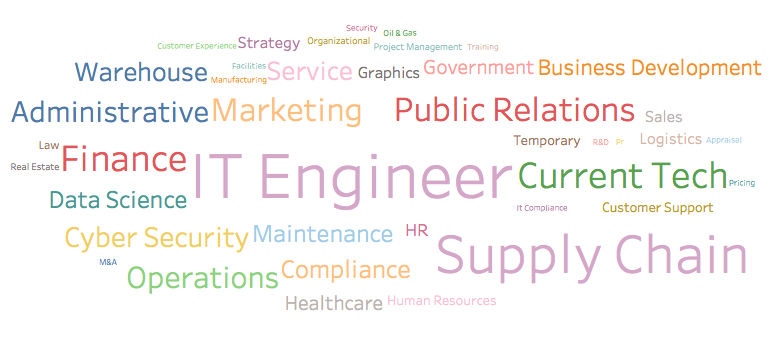 Security
Oil & Gas
Customer Experience
Strategy
Organizational
Project Management
Training
Warehouse
Facilities
Manufacturing
Service
Graphics
Government
Business Development
Administrative
Marketing
Public Relations
Sales
Law
Real Estate
Finance
IT Engineer
Temporary
R&D
Pr
Logistics
Appraisal
Current Tech
Pricing
Data Science
It Compliance
Customer Support
Cyber Security
Maintenance
HR
Supply Chain
M&A
Operations
Compliance
Healthcare
Human Resources